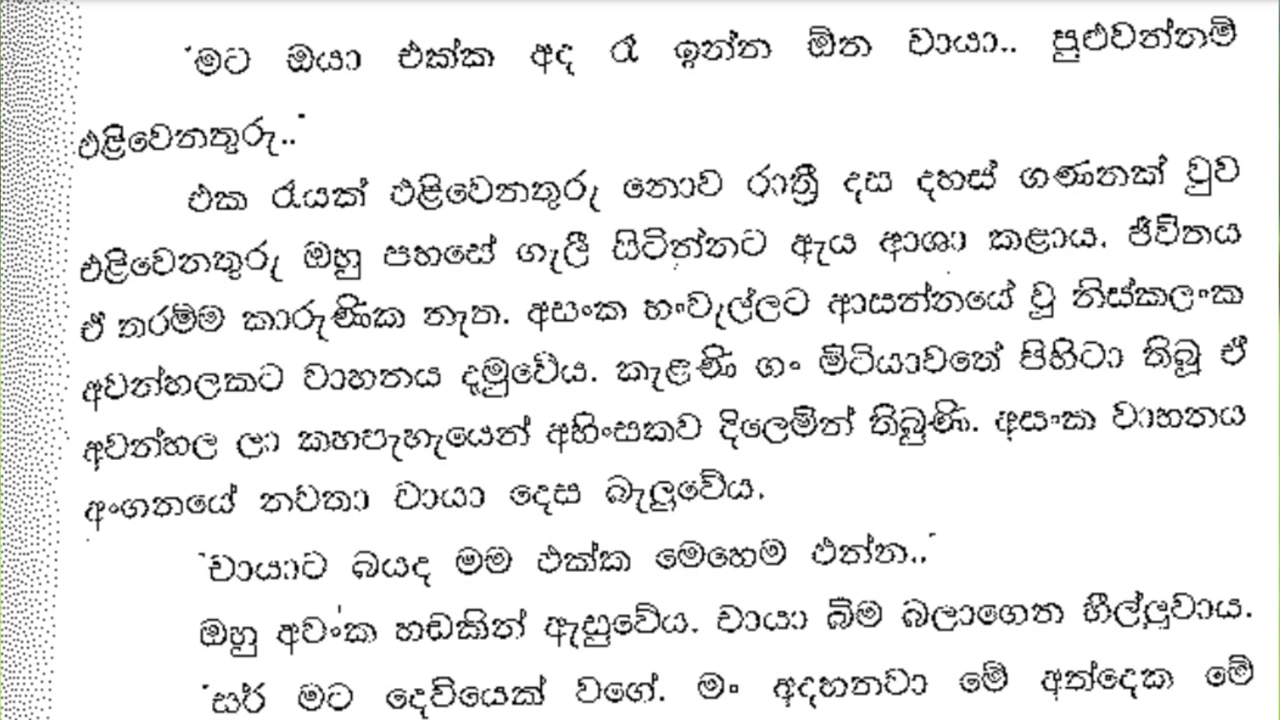 'මට ඔයා එක්ක අද රෑ ඉන්න ඕන චායා.. පුළුවන්නම්
එළිවෙනතුරු..'
එක රැයක් එළිවෙනතුරු නොව රාත්‍රී දස දහස් ගණනක් වුව
එළිවෙනතුරු ඔහු පහසේ ගැලී සිටින්නට ඇය ආශා කළාය. ජීවිතය
ඒ තරම්ම කාරුණික නැත. අසංක හංවැල්ලට ආසන්නයේ වූ නිස්කලංක
අවන්හලකට වාහනය දැමුවේය. කැළණි ගං මිටියාවතේ පිහිටා තිබූ ඒ
අවන්හල ලා කහපැහැයෙන් අහිංසකව දිලෙමින් තිබුණි. අසංක වාහනය
අංගනයේ නවතා චායා දෙස බැලුවේය.
'චායාට බයද මම එක්ක මෙහෙම එන්න..'
ඔහු අවංක හඩකින් ඇසුවේය. චායා බිම බලාගෙන හීල්ලුවාය.
'සර් මට දෙවියෙක් වගේ. මං අදහනවා මේ අත්දෙක මේ